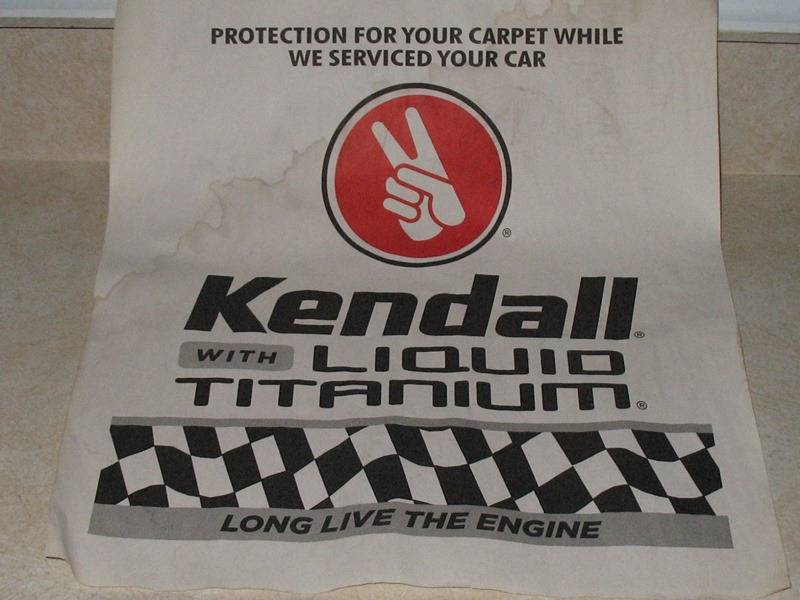 PROTECTION FOR YOUR CARPET WHILE
WE SERVICED YOUR CAR
®
Kendall®
WITH LIQUID
TITANIUM®
LONG LIVE THE ENGINE